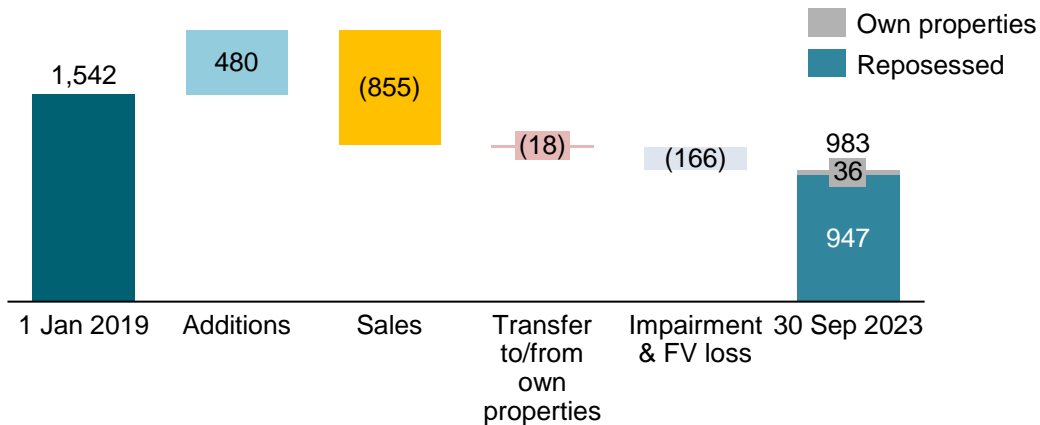 Own properties
Reposessed
1,542
480
(855)
(18)
(166)
983
36
947
1 Jan 2019
Additions
Sales
Transfer
to/from
own
properties
Impairment
& FV loss
30 Sep 2023